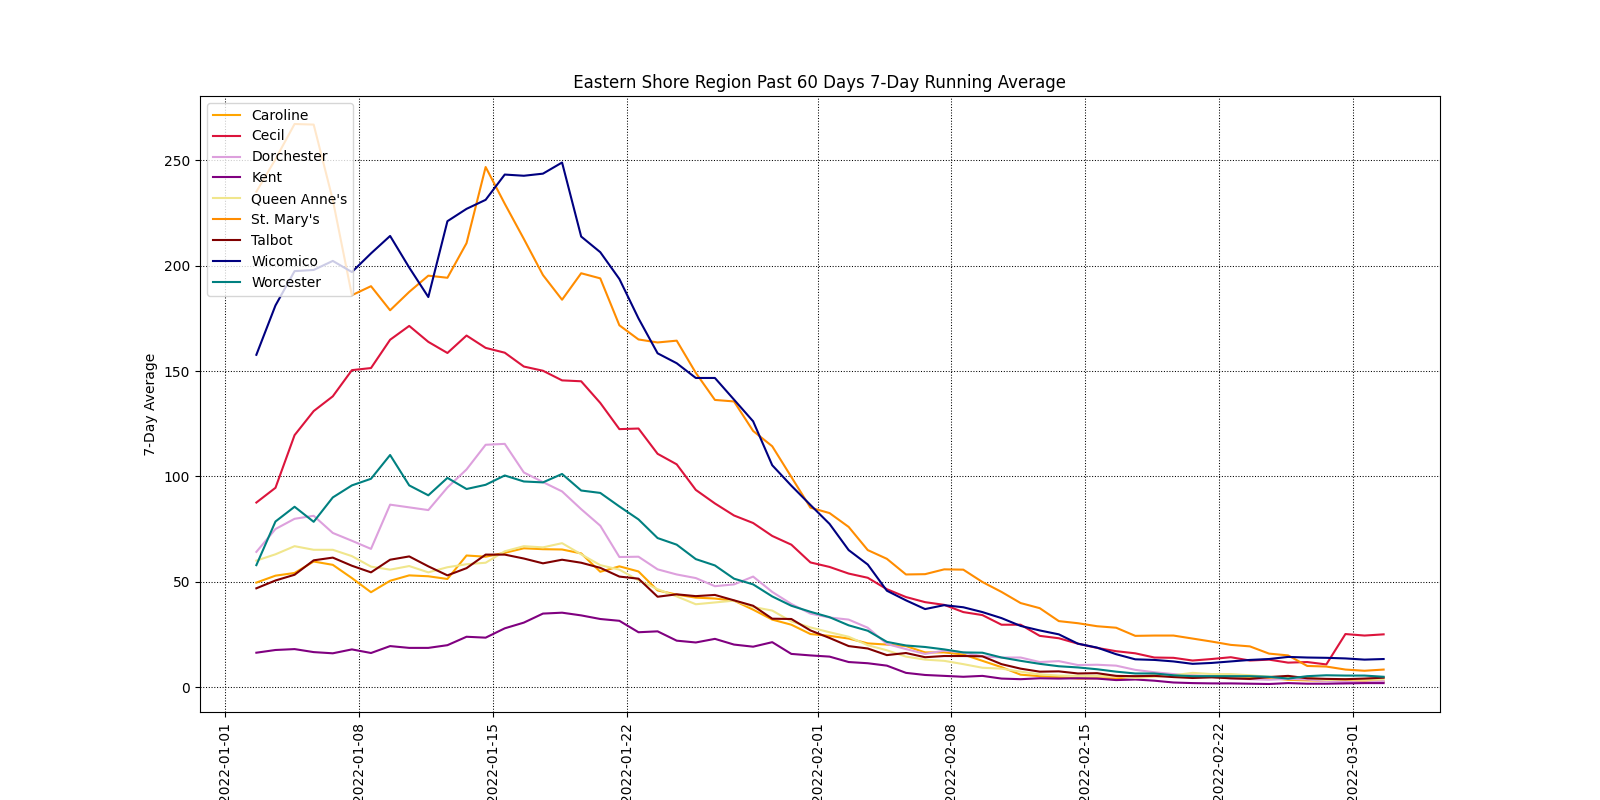 Eastern Shore Region Past 60 Days 7-Day Running Average
Caroline
Cecil
Dorchester
Kent
Queen Anne's
St. Mary's
Talbot
Wicomico
Worcester
7-Day Average
250
200
150
100
50
0
2022-01-01
2022-01-08
2022-01-15
2022-01-22
2022-02-01
2022-02-08
2022-02-15
2022-02-22
2022-03-01